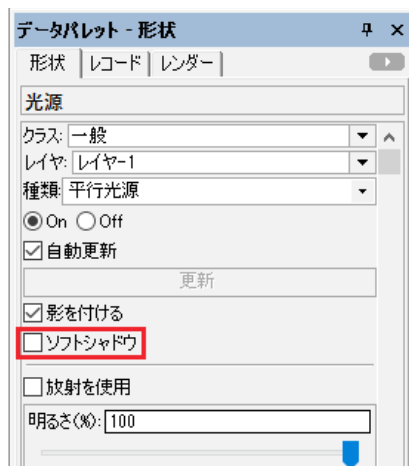 データパレット - 形状
形状 レコード レンダー
光源
クラス: 一般
レイヤ: レイヤ-1
種類: 平行光源
On Off
自動更新
更新
影を付ける
ソフトシャドウ
放射を使用
明るさ(%): 100